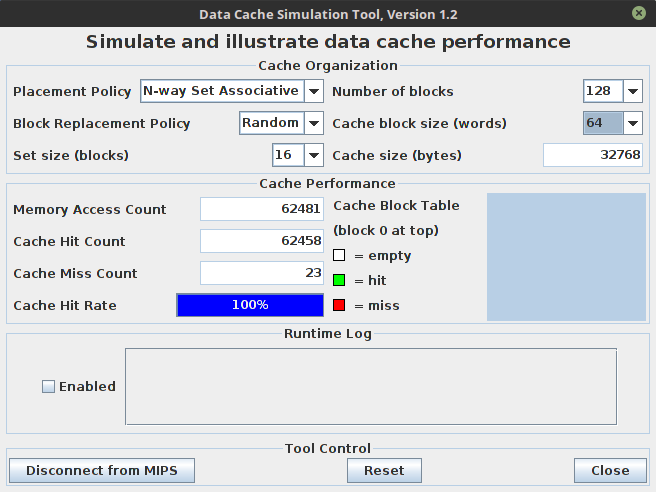 Data Cache Simulation Tool, Version 1.2
Simulate and illustrate data cache performance
Cache Organization
Placement Policy N-way Set Associative Number of blocks 128
Block Replacement Policy Random Cache block size (words) 64
Set size (blocks) 16 Cache size (bytes) 32768
Cache Performance
Memory Access Count 62481 Cache Block Table
Cache Hit Count 62458 (block 0 at top)
= empty
Cache Miss Count 23 = hit
Cache Hit Rate 100% = miss
Runtime Log
Enabled
Tool Control
Disconnect from MIPS Reset Close